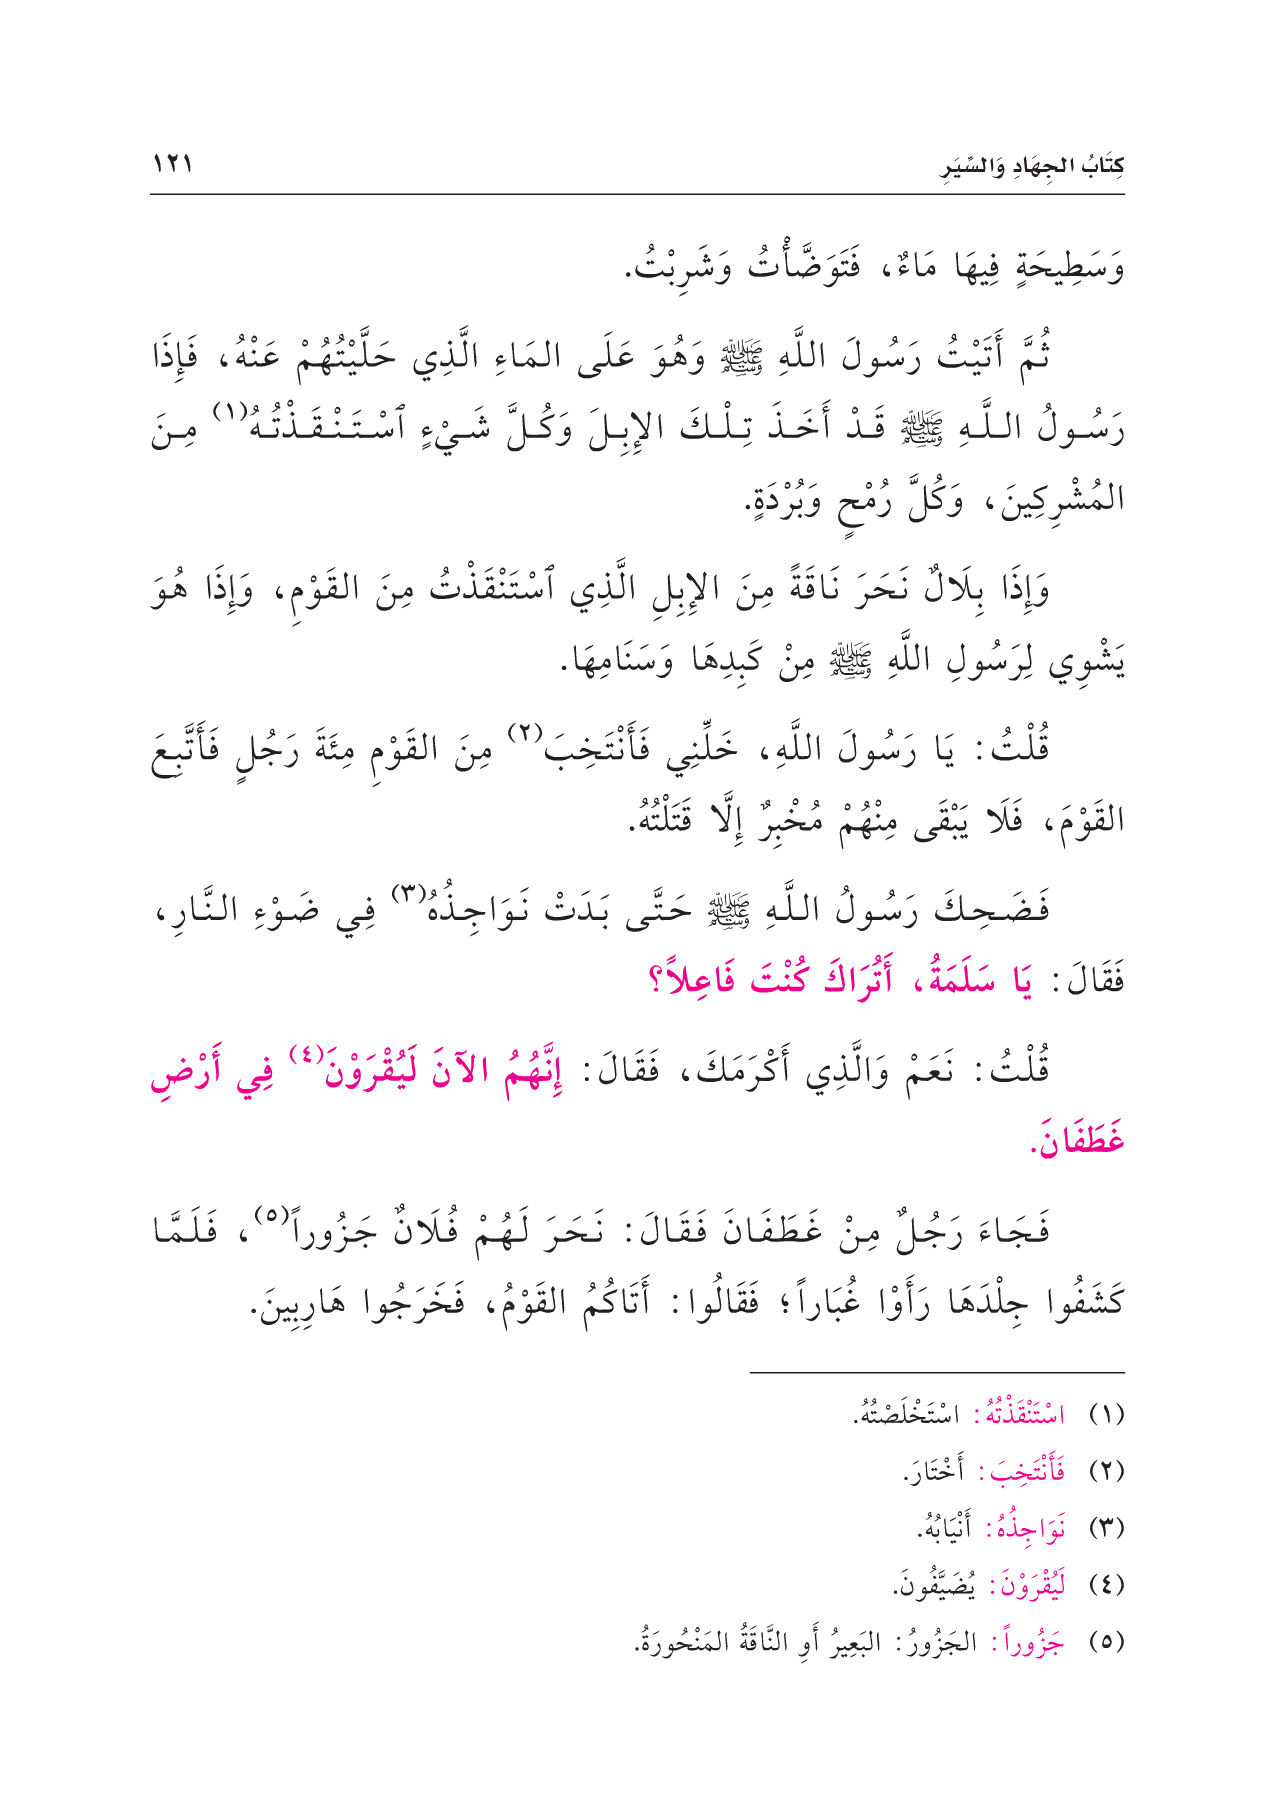 كِتَابُ الجِهَادِ وَالسِّيَرِ ١٢١
وَسَطِيحَةٍ فِيهَا مَاءٌ، فَتَوَضَّأْتُ وَشَرِبْتُ.
ثُمَّ أَتَيْتُ رَسُولَ اللَّهِ ﷺ وَهُوَ عَلَى المَاءِ الَّذِي حَلَّيْتُهُمْ عَنْهُ، فَإِذَا
رَسُولُ اللَّهِ ﷺ قَدْ أَخَذَ تِلْكَ الإِبِلَ وَكُلَّ شَيْءٍ ٱسْتَنْقَذْتُهُ(١) مِنَ
المُشْرِكِينَ، وَكُلَّ رُمْحٍ وَبُرْدَةٍ.
وَإِذَا بِلَالٌ نَحَرَ نَاقَةً مِنَ الإِبِلِ الَّذِي ٱسْتَنْقَذْتُ مِنَ القَوْمِ، وَإِذَا هُوَ
يَشْوِي لِرَسُولِ اللَّهِ ﷺ مِنْ كَبِدِهَا وَسَنَامِهَا.
قُلْتُ: يَا رَسُولَ اللَّهِ، خَلِّنِي فَأَنْتَخِبَ(٢) مِنَ القَوْمِ مِئَةَ رَجُلٍ فَأَتَّبِعَ
القَوْمَ، فَلَا يَبْقَى مِنْهُمْ مُخْبِرٌ إِلَّا قَتَلْتُهُ.
فَضَحِكَ رَسُولُ اللَّهِ ﷺ حَتَّى بَدَتْ نَوَاجِذُهُ(٣) فِي ضَوْءِ النَّارِ،
فَقَالَ: يَا سَلَمَةُ، أَتُرَاكَ كُنْتَ فَاعِلاً؟
قُلْتُ: نَعَمْ وَالَّذِي أَكْرَمَكَ، فَقَالَ: إِنَّهُمُ الآنَ لَيُقْرَوْنَ(٤) فِي أَرْضِ
غَطَفَانَ.
فَجَاءَ رَجُلٌ مِنْ غَطَفَانَ فَقَالَ: نَحَرَ لَهُمْ فُلَانٌ جَزُوراً(٥)، فَلَمَّا
كَشَفُوا جِلْدَهَا رَأَوْا غُبَاراً؛ فَقَالُوا: أَتَاكُمُ القَوْمُ، فَخَرَجُوا هَارِبِينَ.
(١) اسْتَنْقَذْتُهُ: اسْتَخْلَصْتُهُ.
(٢) فَأَنْتَخِبَ: أَخْتَارَ.
(٣) نَوَاجِذُهُ: أَنْيَابُهُ.
(٤) لَيُقْرَوْنَ: يُضَيَّفُونَ.
(٥) جَزُوراً: الجَزُورُ: البَعِيرُ أَوِ النَّاقَةُ المَنْحُورَةُ.